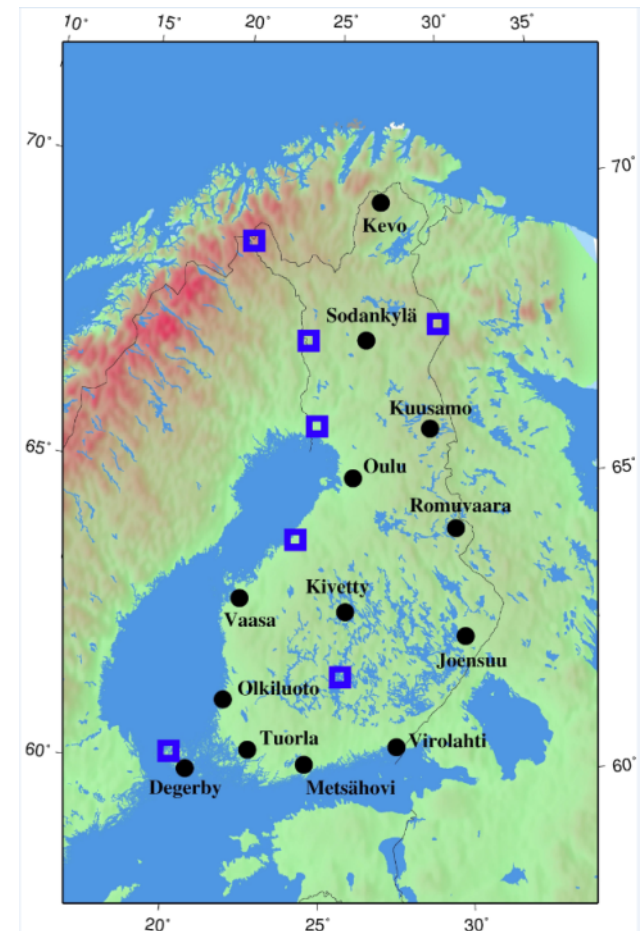 10° 15° 20° 25° 30° 35°
70°
70°
Kevo
Sodankylä
Kuusamo
65°
Oulu
65°
Romuvaara
Kivetty
Vaasa
Joensuu
Olkiluoto
Tuorla
Virolahti
60°
60°
Degerby
Metsähovi
20° 25° 30°